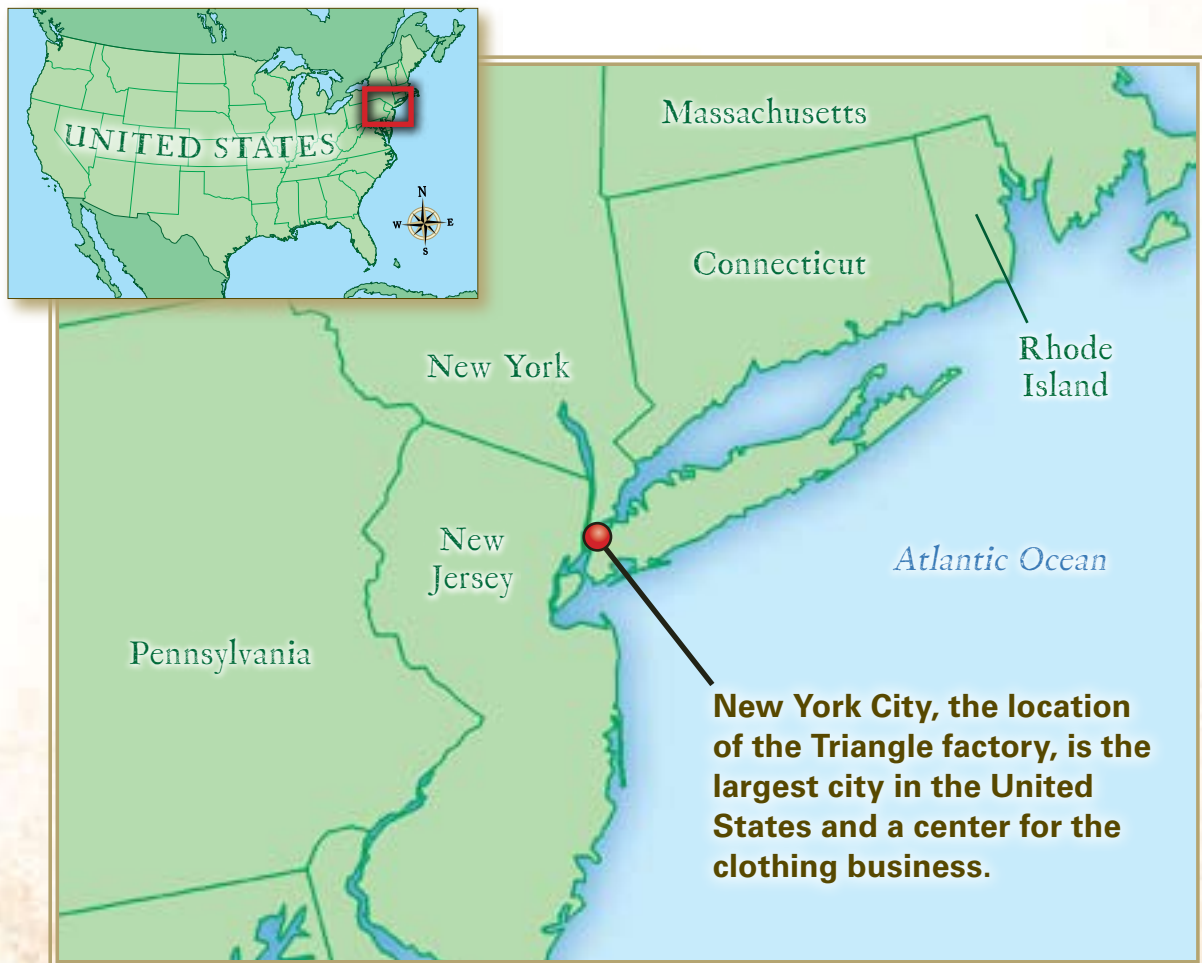 UNITED STATES
N
W
E
S
Massachusetts
Connecticut
Rhode
Island
New York
New
Jersey
Atlantic Ocean
Pennsylvania
New York City, the location
of the Triangle factory, is the
largest city in the United
States and a center for the
clothing business.